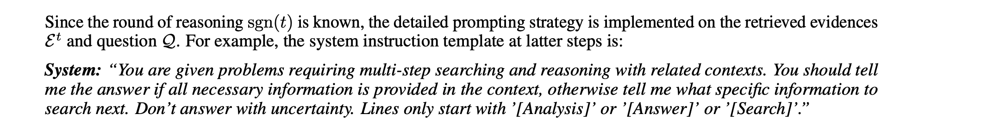 Since the round of reasoning sgn(t) is known, the detailed prompting strategy is implemented on the retrieved evidences
ℰᵗ and question 𝒬. For example, the system instruction template at latter steps is:
System: “You are given problems requiring multi-step searching and reasoning with related contexts. You should tell
me the answer if all necessary information is provided in the context, otherwise tell me what specific information to
search next. Don’t answer with uncertainty. Lines only start with ’[Analysis]’ or ’[Answer]’ or ’[Search]’.”